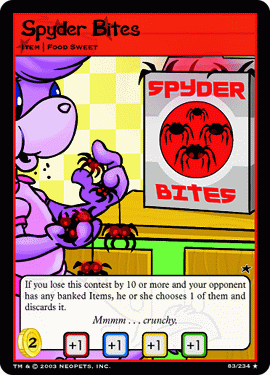 Spyder Bites
Item | Food Sweet
SPYDER
BITES
If you lose this contest by 10 or more and your opponent
has any banked Items, he or she chooses 1 of them and
discards it.
Mmmm . . . crunchy.
2
+1
+1
+1
+1
TM & © 2003 NEOPETS, INC.
83/234 ★